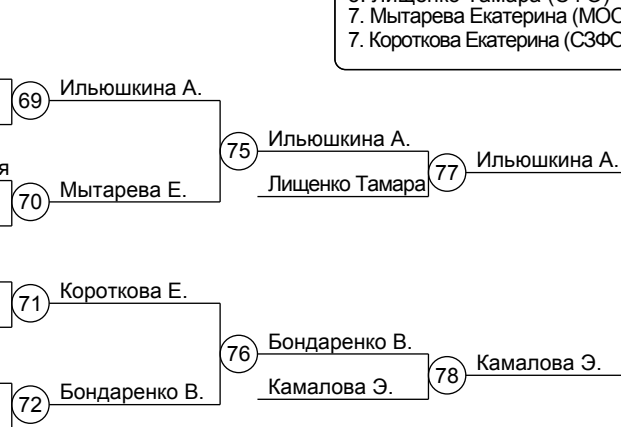 7. Мытарева Екатерина (МОС
7. Короткова Екатерина (СЗФО
69 Ильюшкина А.
75 Ильюшкина А.
77 Ильюшкина А.
Лищенко Тамара
я
70 Мытарева Е.
71 Короткова Е.
76 Бондаренко В.
78 Камалова Э.
Камалова Э.
72 Бондаренко В.